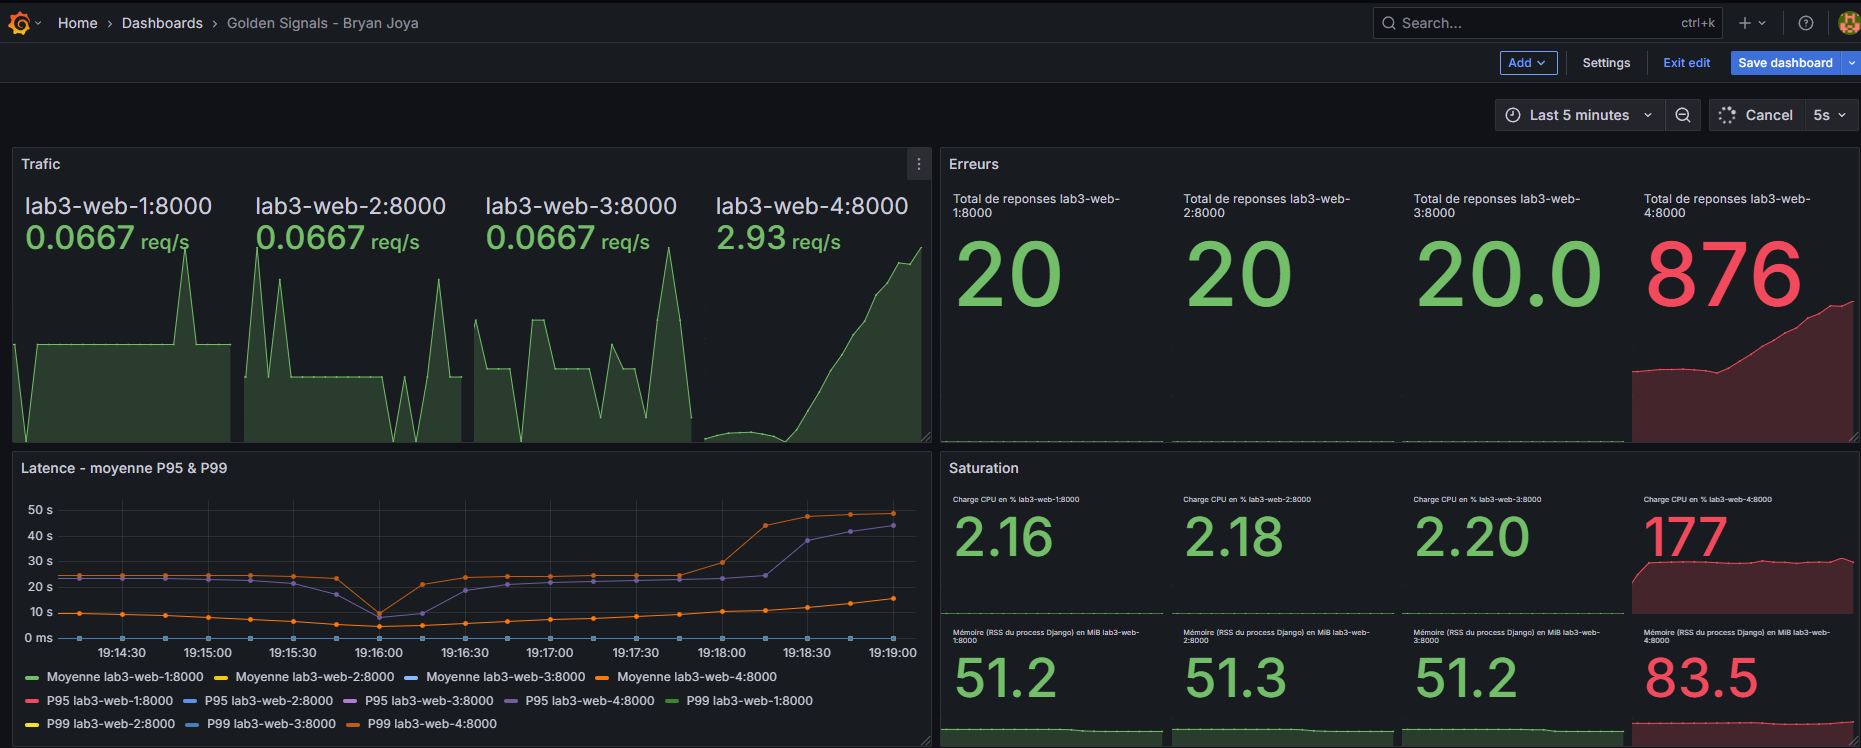 Home › Dashboards › Golden Signals - Bryan Joya
Search... ctrl+k
Add Settings Exit edit Save dashboard
Last 5 minutes Cancel 5s
Trafic
lab3-web-1:8000
0.0667 req/s
lab3-web-2:8000
0.0667 req/s
lab3-web-3:8000
0.0667 req/s
lab3-web-4:8000
2.93 req/s
Erreurs
Total de reponses lab3-web-
1:8000
20
Total de reponses lab3-web-
2:8000
20
Total de reponses lab3-web-
3:8000
20.0
Total de reponses lab3-web-
4:8000
876
Latence - moyenne P95 & P99
50 s
40 s
30 s
20 s
10 s
0 ms
19:14:30 19:15:00 19:15:30 19:16:00 19:16:30 19:17:00 19:17:30 19:18:00 19:18:30 19:19:00
Moyenne lab3-web-1:8000 Moyenne lab3-web-2:8000 Moyenne lab3-web-3:8000 Moyenne lab3-web-4:8000
P95 lab3-web-1:8000 P95 lab3-web-2:8000 P95 lab3-web-3:8000 P95 lab3-web-4:8000 P99 lab3-web-1:8000
P99 lab3-web-2:8000 P99 lab3-web-3:8000 P99 lab3-web-4:8000
Saturation
Charge CPU en % lab3-web-1:8000
2.16
Charge CPU en % lab3-web-2:8000
2.18
Charge CPU en % lab3-web-3:8000
2.20
Charge CPU en % lab3-web-4:8000
177
Mémoire (RSS du process Django) en MiB lab3-web-
1:8000
51.2
Mémoire (RSS du process Django) en MiB lab3-web-
2:8000
51.3
Mémoire (RSS du process Django) en MiB lab3-web-
3:8000
51.2
Mémoire (RSS du process Django) en MiB lab3-web-
4:8000
83.5